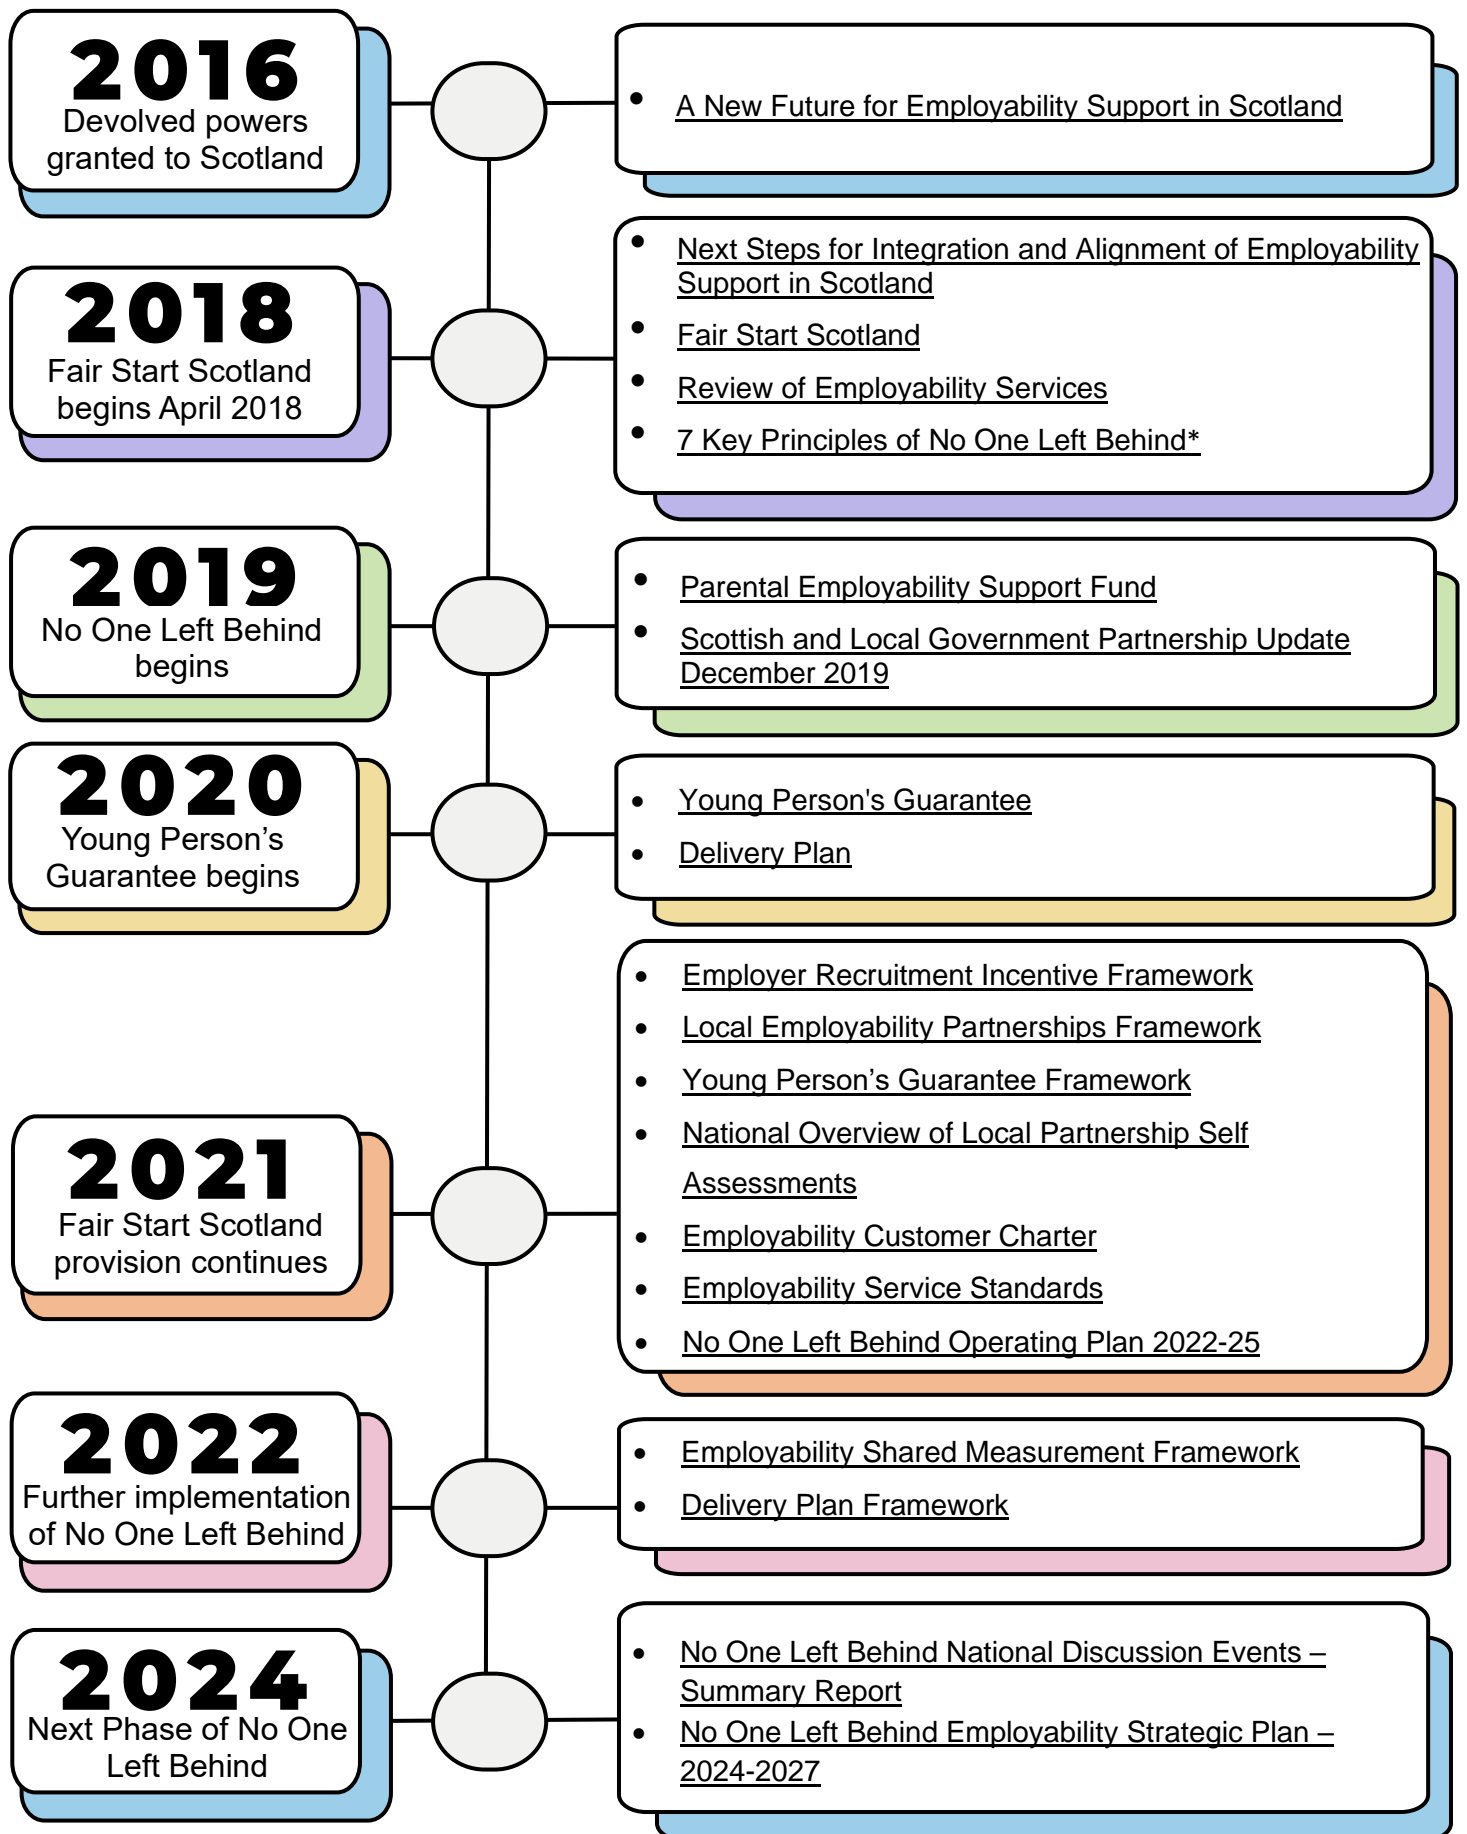 2016
Devolved powers
granted to Scotland
• A New Future for Employability Support in Scotland
2018
Fair Start Scotland
begins April 2018
• Next Steps for Integration and Alignment of Employability
Support in Scotland
• Fair Start Scotland
• Review of Employability Services
• 7 Key Principles of No One Left Behind*
2019
No One Left Behind
begins
• Parental Employability Support Fund
• Scottish and Local Government Partnership Update
December 2019
2020
Young Person’s
Guarantee begins
• Young Person's Guarantee
• Delivery Plan
2021
Fair Start Scotland
provision continues
• Employer Recruitment Incentive Framework
• Local Employability Partnerships Framework
• Young Person’s Guarantee Framework
• National Overview of Local Partnership Self
Assessments
• Employability Customer Charter
• Employability Service Standards
• No One Left Behind Operating Plan 2022-25
2022
Further implementation
of No One Left Behind
• Employability Shared Measurement Framework
• Delivery Plan Framework
2024
Next Phase of No One
Left Behind
• No One Left Behind National Discussion Events –
Summary Report
• No One Left Behind Employability Strategic Plan –
2024-2027